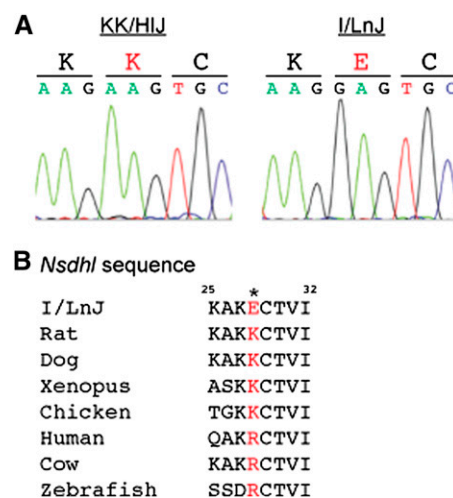 A
KK/HIJ I/LnJ
K K C K E C
A A G A A G T G C A A G G A G T G C
B Nsdhl sequence
25 * 32
I/LnJ KAKECTVI
Rat KAKKCTVI
Dog KAKKCTVI
Xenopus ASKKCTVI
Chicken TGKKCTVI
Human QAKRCTVI
Cow KAKRCTVI
Zebrafish SSDRCTVI